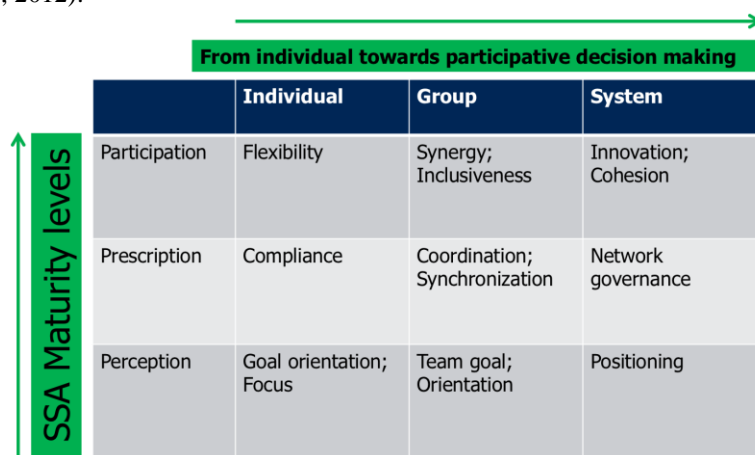 , 2012).
From individual towards participative decision making
Individual Group System
SSA Maturity levels
Participation Flexibility Synergy; Innovation;
Inclusiveness Cohesion
Prescription Compliance Coordination; Network
Synchronization governance
Perception Goal orientation; Team goal; Positioning
Focus Orientation